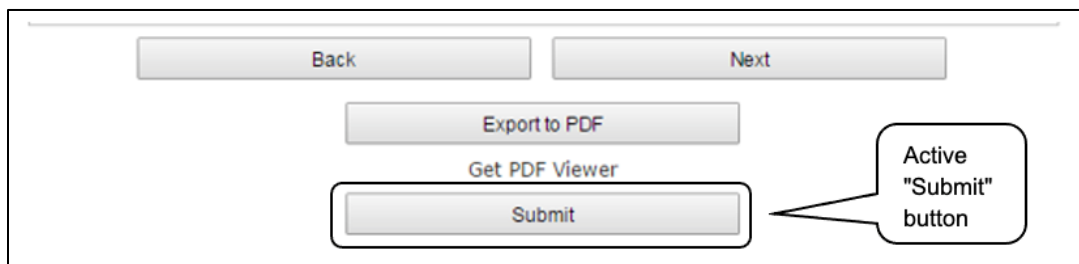 Back
Next
Export to PDF
Get PDF Viewer
Submit
Active
"Submit"
button